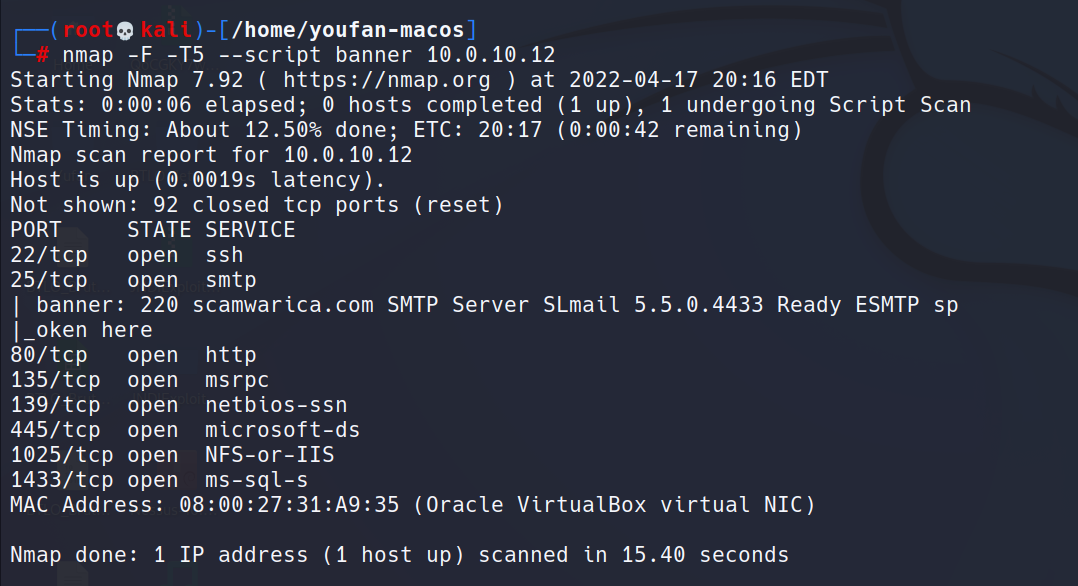 ┌──(root💀kali)-[/home/youfan-macos]
└─# nmap -F -T5 --script banner 10.0.10.12
Starting Nmap 7.92 ( https://nmap.org ) at 2022-04-17 20:16 EDT
Stats: 0:00:06 elapsed; 0 hosts completed (1 up), 1 undergoing Script Scan
NSE Timing: About 12.50% done; ETC: 20:17 (0:00:42 remaining)
Nmap scan report for 10.0.10.12
Host is up (0.0019s latency).
Not shown: 92 closed tcp ports (reset)
PORT     STATE SERVICE
22/tcp   open  ssh
25/tcp   open  smtp
| banner: 220 scamwarica.com SMTP Server SLmail 5.5.0.4433 Ready ESMTP sp
|_oken here
80/tcp   open  http
135/tcp  open  msrpc
139/tcp  open  netbios-ssn
445/tcp  open  microsoft-ds
1025/tcp open  NFS-or-IIS
1433/tcp open  ms-sql-s
MAC Address: 08:00:27:31:A9:35 (Oracle VirtualBox virtual NIC)

Nmap done: 1 IP address (1 host up) scanned in 15.40 seconds